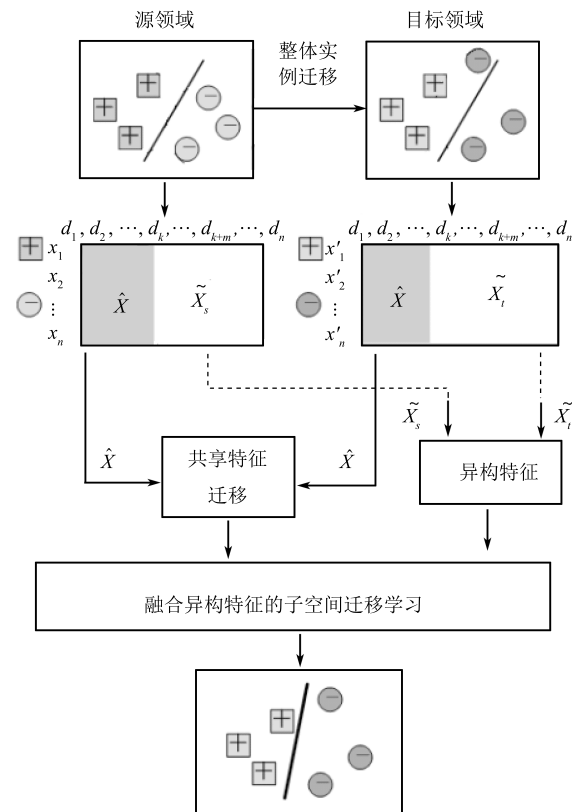 源领域
目标领域
整体实
例迁移
d₁, d₂, ⋯, dₖ, ⋯, dₖ₊ₘ, ⋯, dₙ
x₁
x₂
⋮
xₙ
X̂
X̃ₛ
d₁, d₂, ⋯, dₖ, ⋯, dₖ₊ₘ, ⋯, dₙ
x'₁
x'₂
⋮
x'ₙ
X̂
X̃ₜ
X̃ₛ
X̃ₜ
X̂
共享特征
迁移
X̂
异构特征
融合异构特征的子空间迁移学习